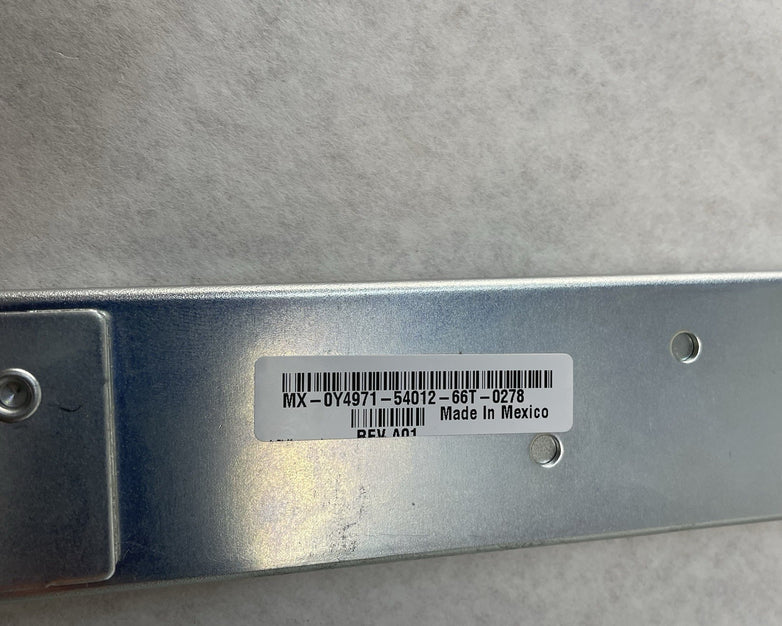 MX-0Y4971-54012-66T-0278
Made In Mexico
REV A01